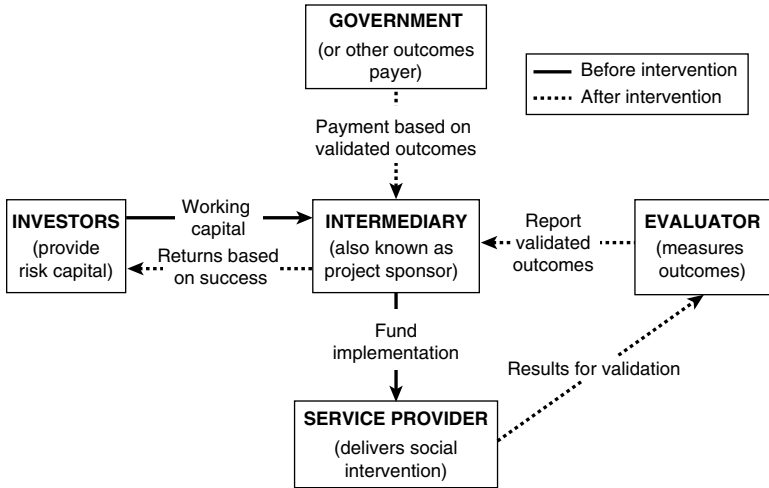 GOVERNMENT
(or other outcomes
payer)
Before intervention
After intervention
Payment based on
validated outcomes
INVESTORS
(provide
risk capital)
Working
capital
Returns based
on success
INTERMEDIARY
(also known as
project sponsor)
Report
validated
outcomes
EVALUATOR
(measures
outcomes)
Fund
implementation
Results for validation
SERVICE PROVIDER
(delivers social
intervention)